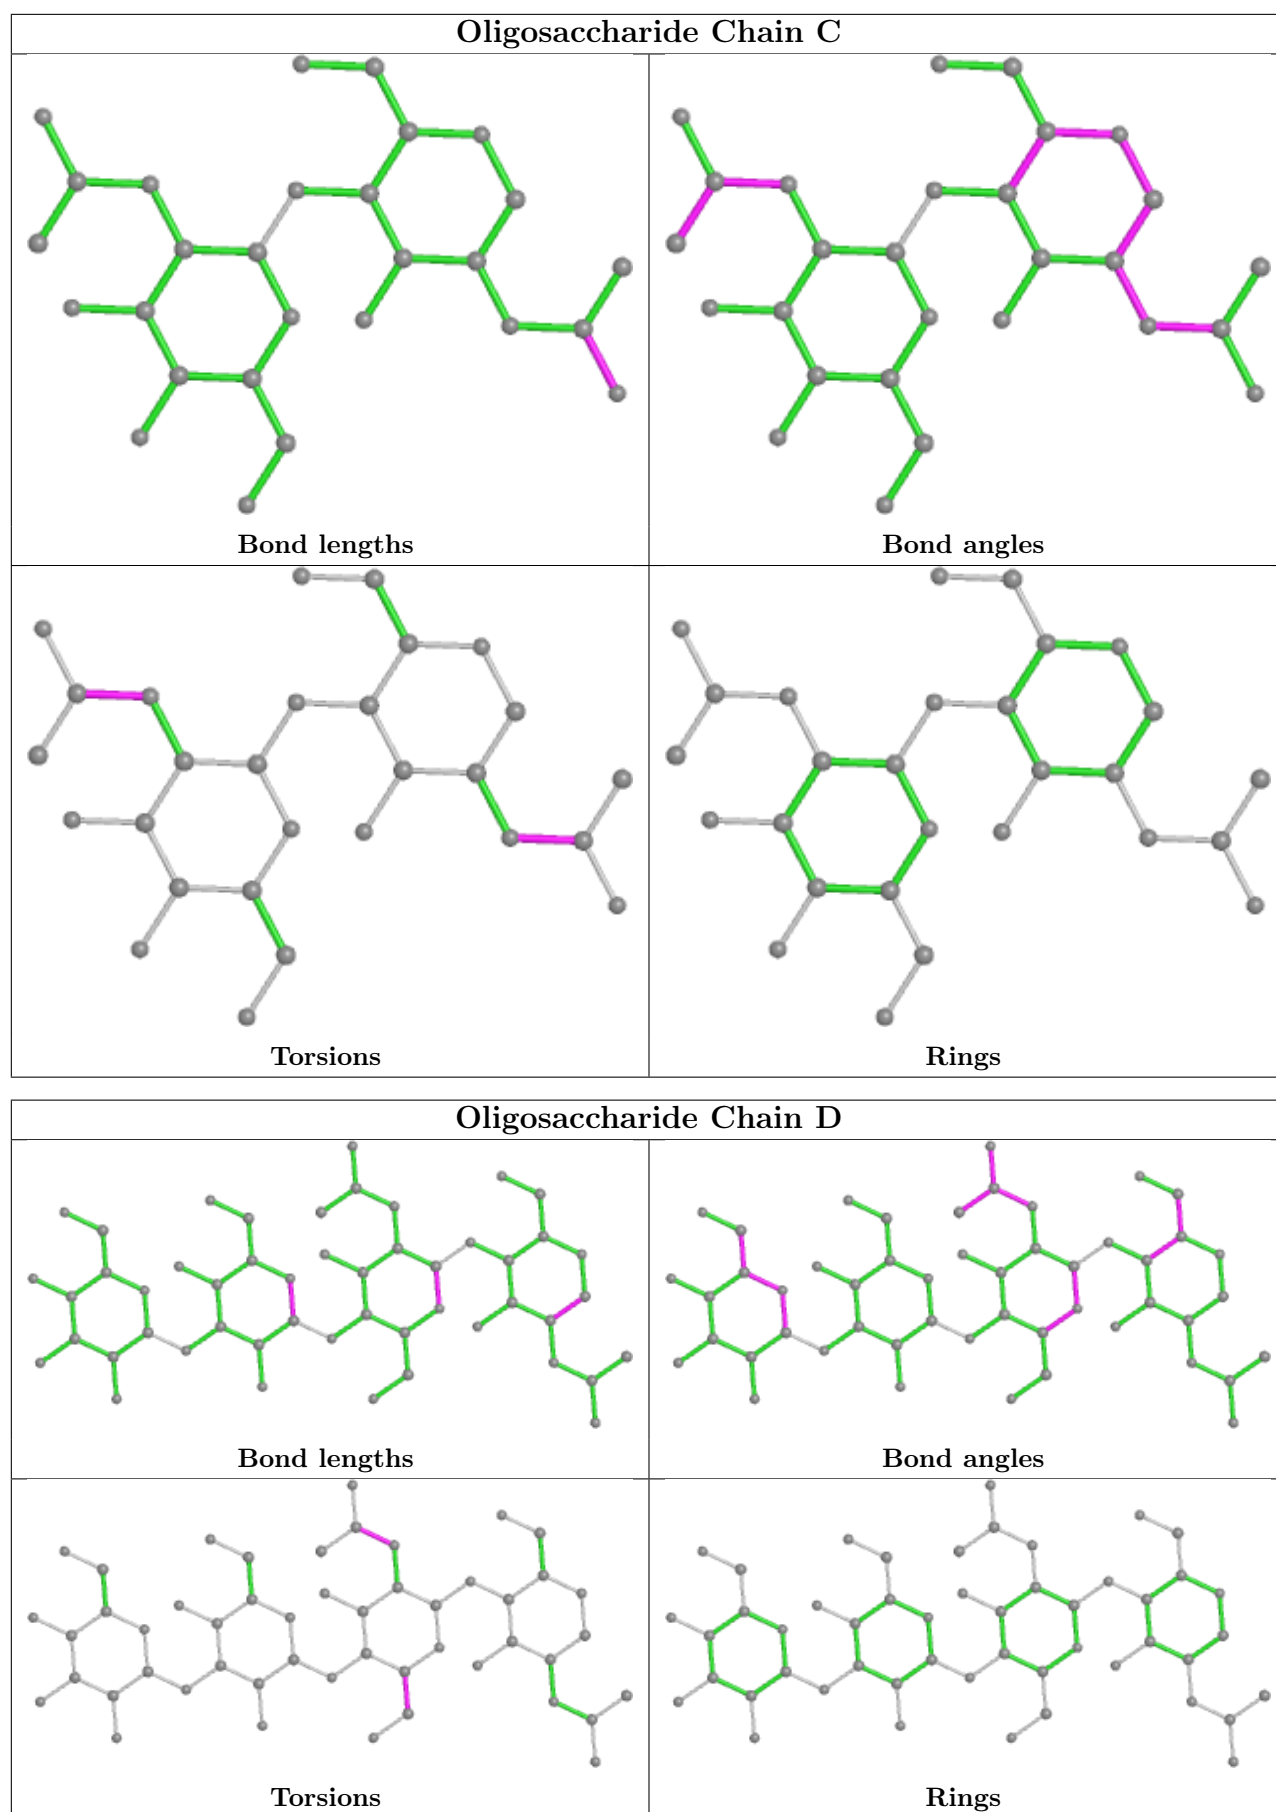 Oligosaccharide Chain C
Bond lengths
Bond angles
Torsions
Rings
Oligosaccharide Chain D
Bond lengths
Bond angles
Torsions
Rings